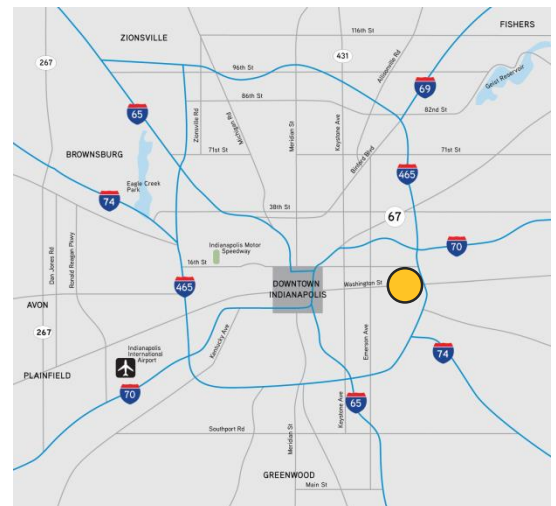 116th St
FISHERS
ZIONSVILLE
267
96th St
431
Allisonville Rd
Geist Reservoir
69
86th St
82nd St
65
Zionsville Rd
Michigan Rd
Meridian St
Keystone Ave
Binford Blvd
71st St
71st St
BROWNSBURG
465
Eagle Creek
Park
74
38th St
67
Dan Jones Rd
Ronald Reagan Pkwy
Indianapolis Motor
Speedway
70
16th St
465
DOWNTOWN
INDIANAPOLIS
Washington St
AVON
267
Kentucky Ave
Emerson Ave
Indianapolis
International
Airport
74
PLAINFIELD
70
Keystone Ave
65
Southport Rd
Meridian St
GREENWOOD
Main St